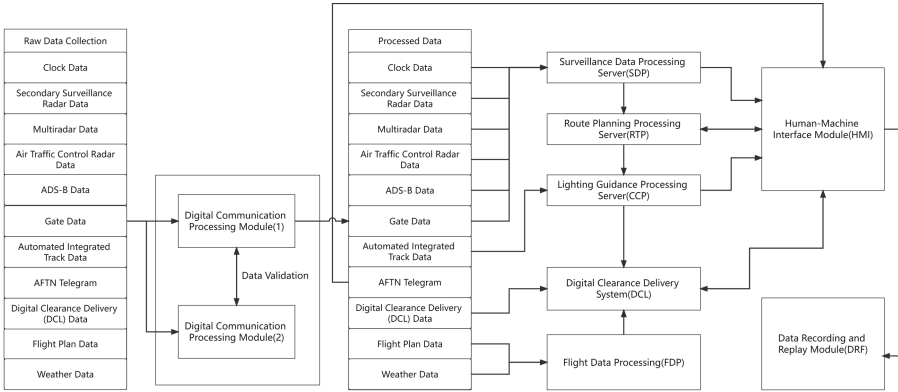 Raw Data Collection
Clock Data
Secondary Surveillance
Radar Data
Multiradar Data
Air Traffic Control Radar
Data
ADS-B Data
Gate Data
Automated Integrated
Track Data
AFTN Telegram
Digital Clearance Delivery
(DCL) Data
Flight Plan Data
Weather Data
Digital Communication
Processing Module(1)
Data Validation
Digital Communication
Processing Module(2)
Processed Data
Clock Data
Secondary Surveillance
Radar Data
Multiradar Data
Air Traffic Control Radar
Data
ADS-B Data
Gate Data
Automated Integrated
Track Data
AFTN Telegram
Digital Clearance Delivery
(DCL) Data
Flight Plan Data
Weather Data
Surveillance Data Processing
Server(SDP)
Route Planning Processing
Server(RTP)
Lighting Guidance Processing
Server(CCP)
Digital Clearance Delivery
System(DCL)
Flight Data Processing(FDP)
Human-Machine
Interface Module(HMI)
Data Recording and
Replay Module(DRF)